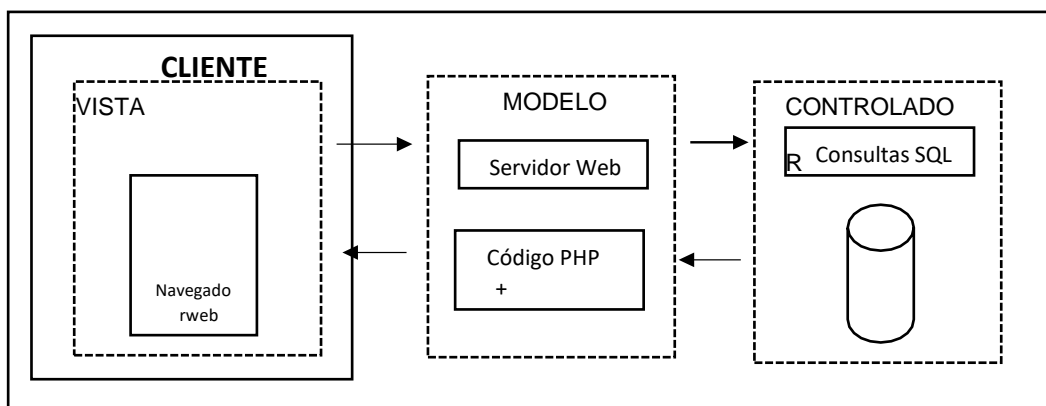 CLIENTE
VISTA
Navegado
rweb
MODELO
Servidor Web
Código PHP
+
CONTROLADO
R
Consultas SQL